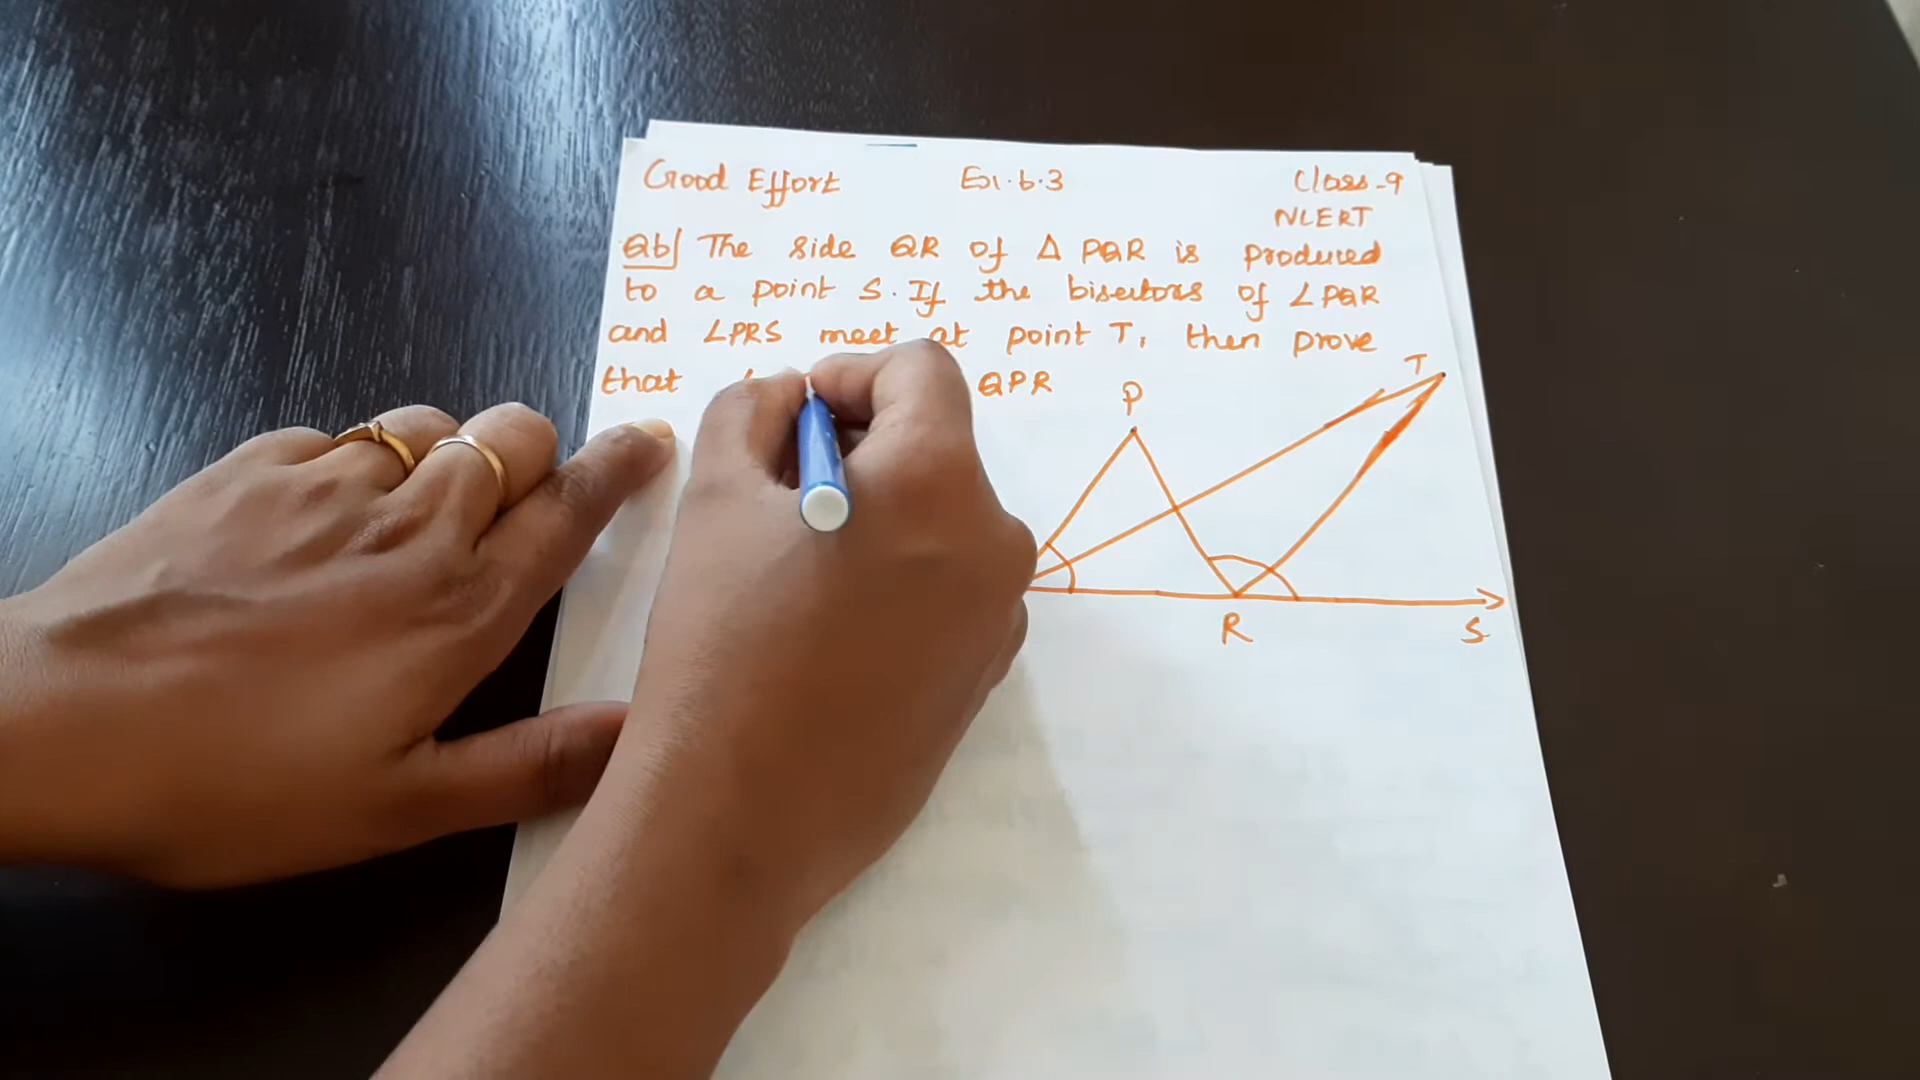 Good Effort Ex.6.3 Class-9
NCERT
Q6 The side QR of Δ PQR is produced
to a point S. If the bisectors of ∠PQR
and ∠PRS meet at point T, then prove
that QPR
T
P
R
S